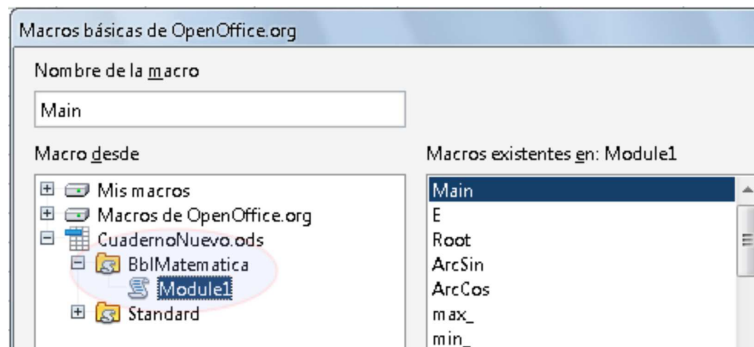 Macros básicas de OpenOffice.org
Nombre de la macro
Main
Macro desde
Mis macros
Macros de OpenOffice.org
CuadernoNuevo.ods
BblMatematica
Module1
Standard
Macros existentes en: Module1
Main
E
Root
ArcSin
ArcCos
max_
min_